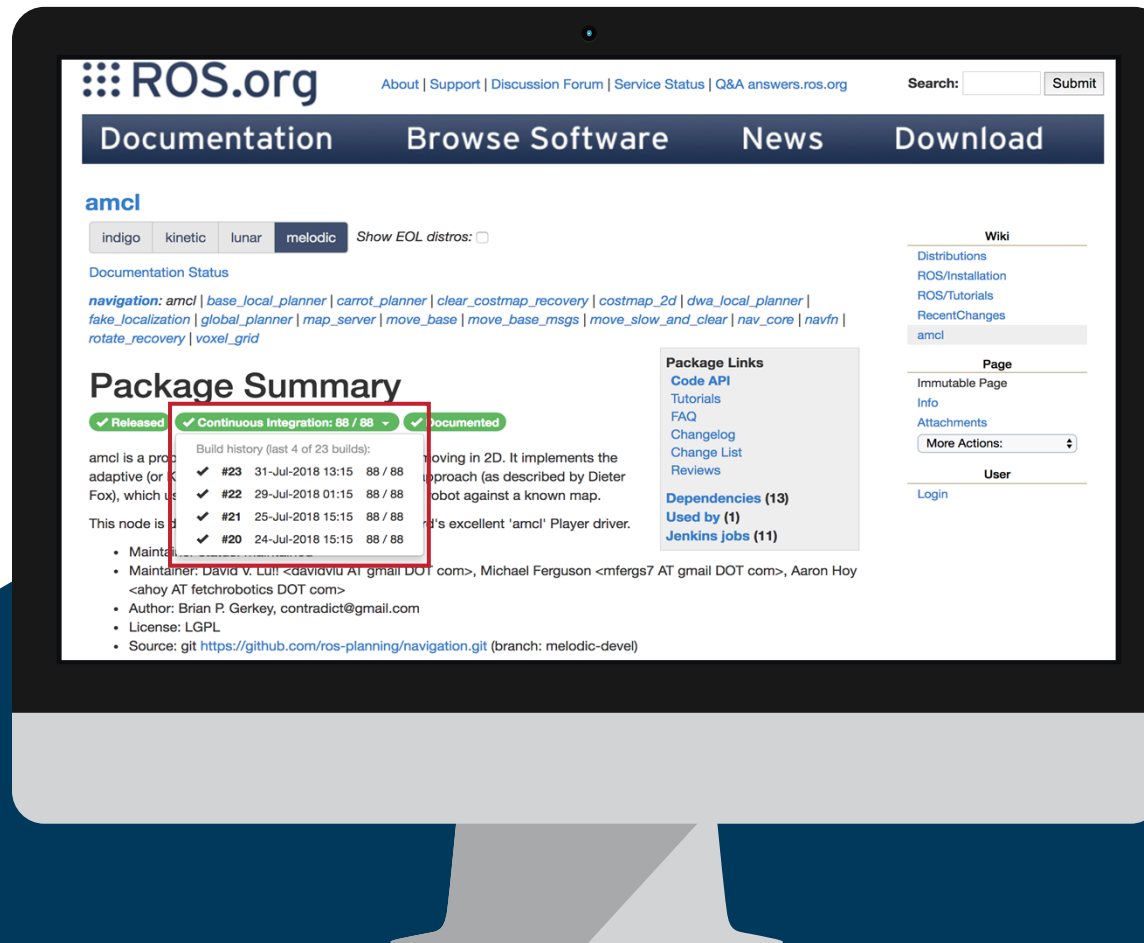 ROS.org
About | Support | Discussion Forum | Service Status | Q&A answers.ros.org
Search: Submit
Documentation Browse Software News Download
amcl
indigo kinetic lunar melodic Show EOL distros:
Documentation Status
navigation: amcl | base_local_planner | carrot_planner | clear_costmap_recovery | costmap_2d | dwa_local_planner |
fake_localization | global_planner | map_server | move_base | move_base_msgs | move_slow_and_clear | nav_core | navfn |
rotate_recovery | voxel_grid
Package Summary
Released Continuous Integration: 88 / 88 Documented
Build history (last 4 of 23 builds):
#23 31-Jul-2018 13:15 88 / 88
#22 29-Jul-2018 01:15 88 / 88
#21 25-Jul-2018 15:15 88 / 88
#20 24-Jul-2018 15:15 88 / 88
amcl is a moving in 2D. It implements the
adaptive (or approach (as described by Dieter
Fox), which robot against a known map.
This node is excellent 'amcl' Player driver.
• Maintainer: David V. Lu!! <davidvlu AT gmail DOT com>, Michael Ferguson <mfergs7 AT gmail DOT com>, Aaron Hoy
<ahoy AT fetchrobotics DOT com>
• Author: Brian P. Gerkey, contradict@gmail.com
• License: LGPL
• Source: git https://github.com/ros-planning/navigation.git (branch: melodic-devel)
Package Links
Code API
Tutorials
FAQ
Changelog
Change List
Reviews
Dependencies (13)
Used by (1)
Jenkins jobs (11)
Wiki
Distributions
ROS/Installation
ROS/Tutorials
RecentChanges
amcl
Page
Immutable Page
Info
Attachments
More Actions:
User
Login